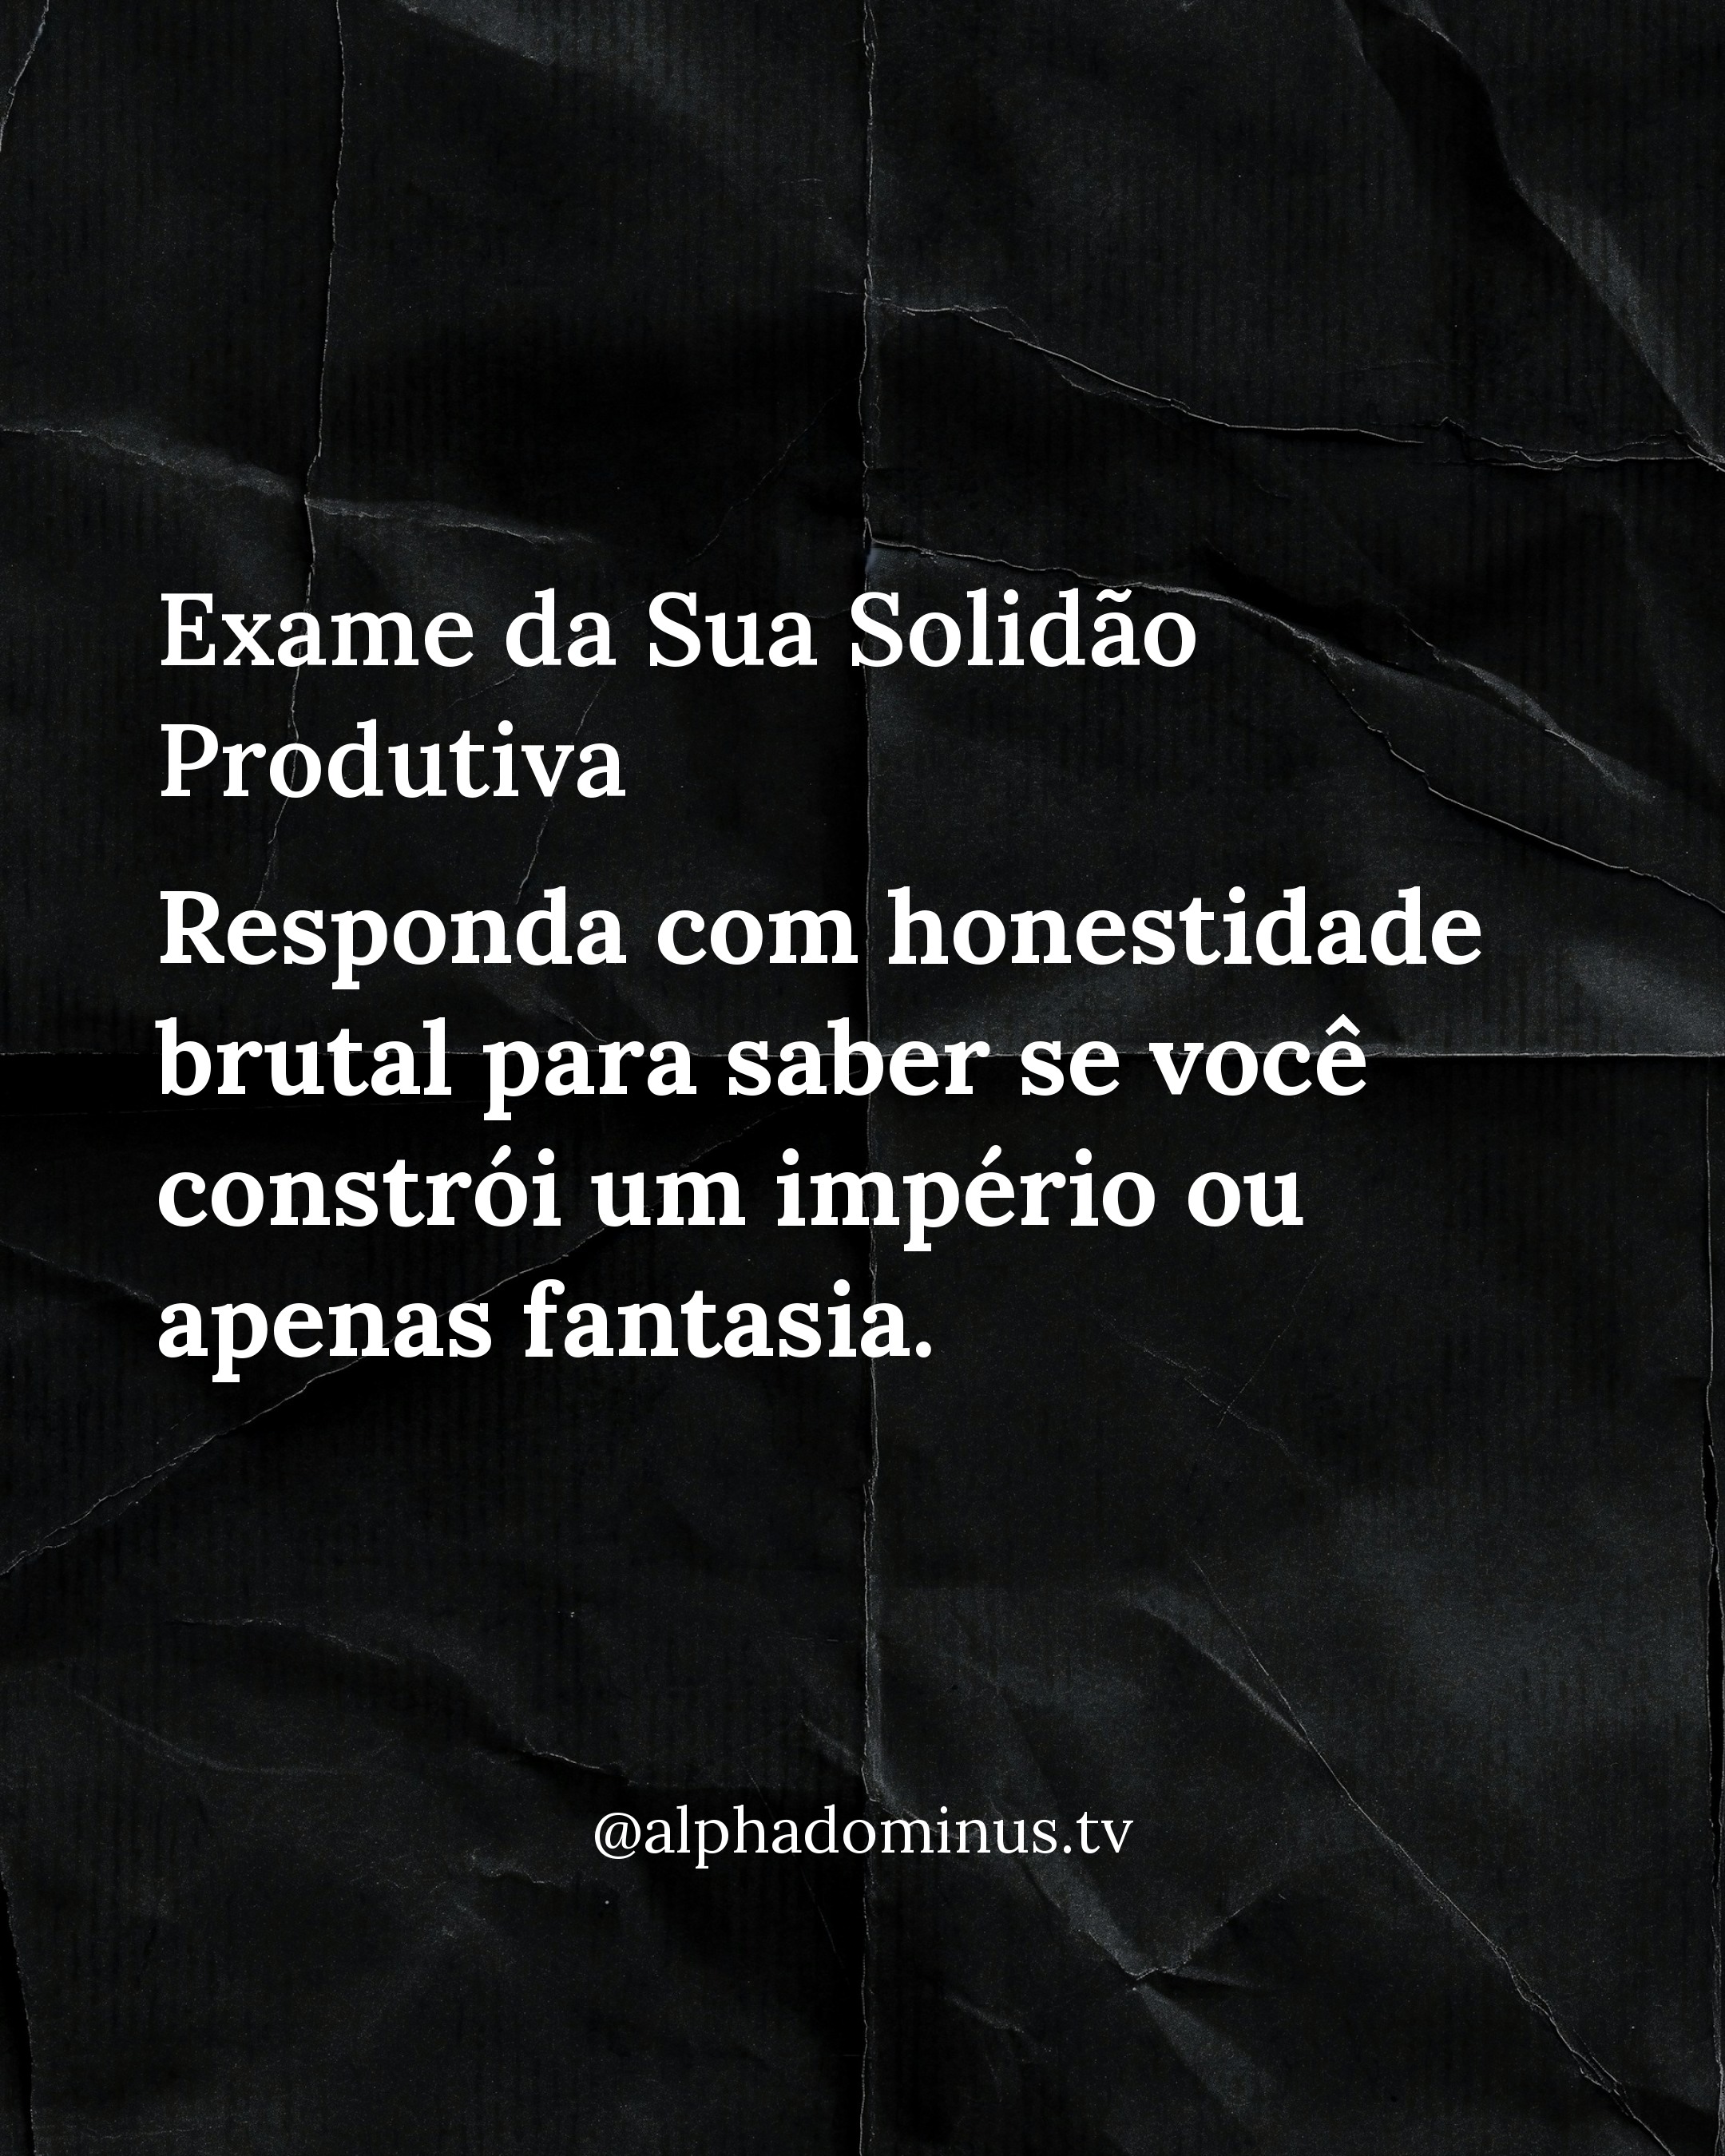 Exame da Sua Solidão
Produtiva
Responda com honestidade
brutal para saber se você
constrói um império ou
apenas fantasia.
@alphadominus.tv